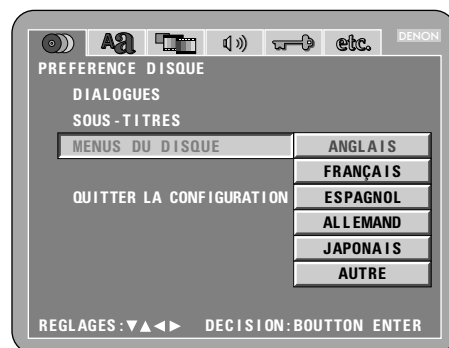 Aa etc. DENON
PREFERENCE DISQUE
DIALOGUES
SOUS-TITRES
MENUS DU DISQUE ANGLAIS
FRANÇAIS
QUITTER LA CONFIGURATION ESPAGNOL
ALLEMAND
JAPONAIS
AUTRE
REGLAGES:▼▲◄► DECISION:BOUTTON ENTER